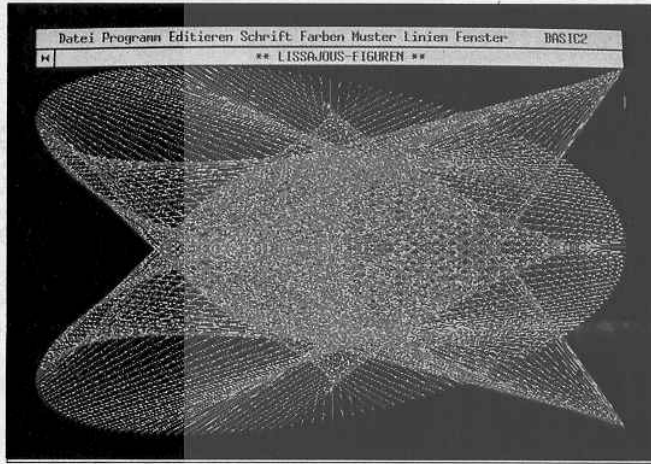 Datei Programm Editieren Schrift Farben Muster Linien Fenster BASIC2
** LISSAJOUS-FIGUREN **